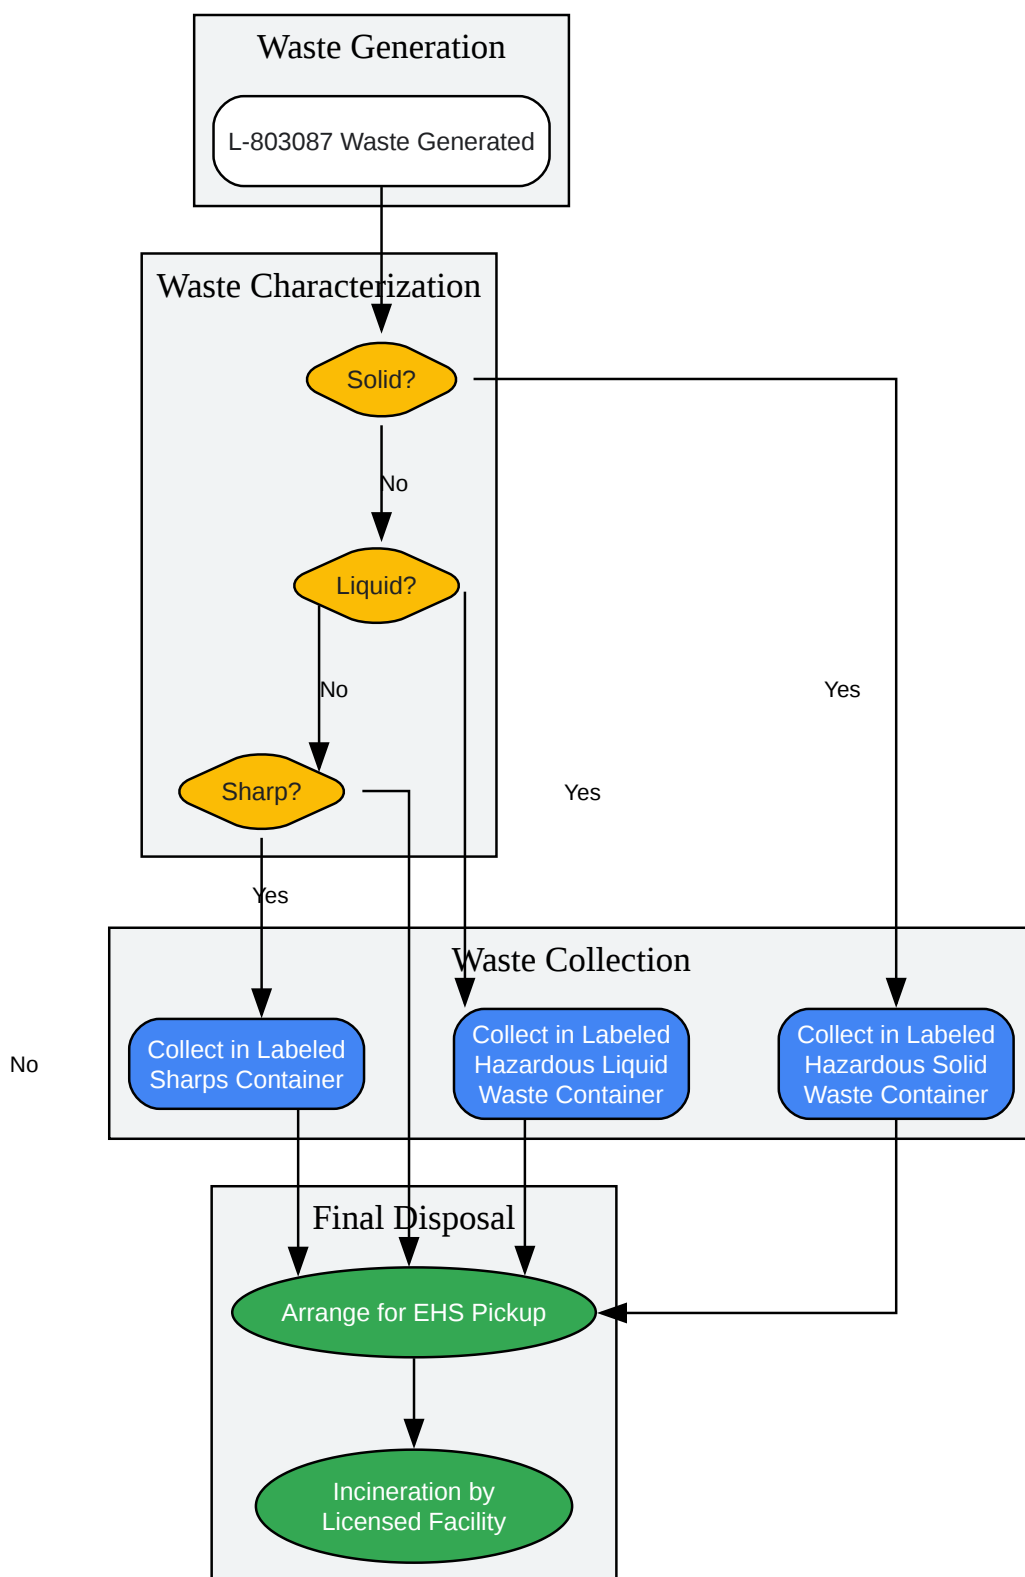 Waste Generation
L-803087 Waste Generated
Waste Characterization
Solid?
No
Liquid?
No
Yes
Sharp?
Yes
Yes
Waste Collection
Collect in Labeled
Sharps Container
Collect in Labeled
Hazardous Liquid
Waste Container
Collect in Labeled
Hazardous Solid
Waste Container
No
Final Disposal
Arrange for EHS Pickup
Incineration by
Licensed Facility